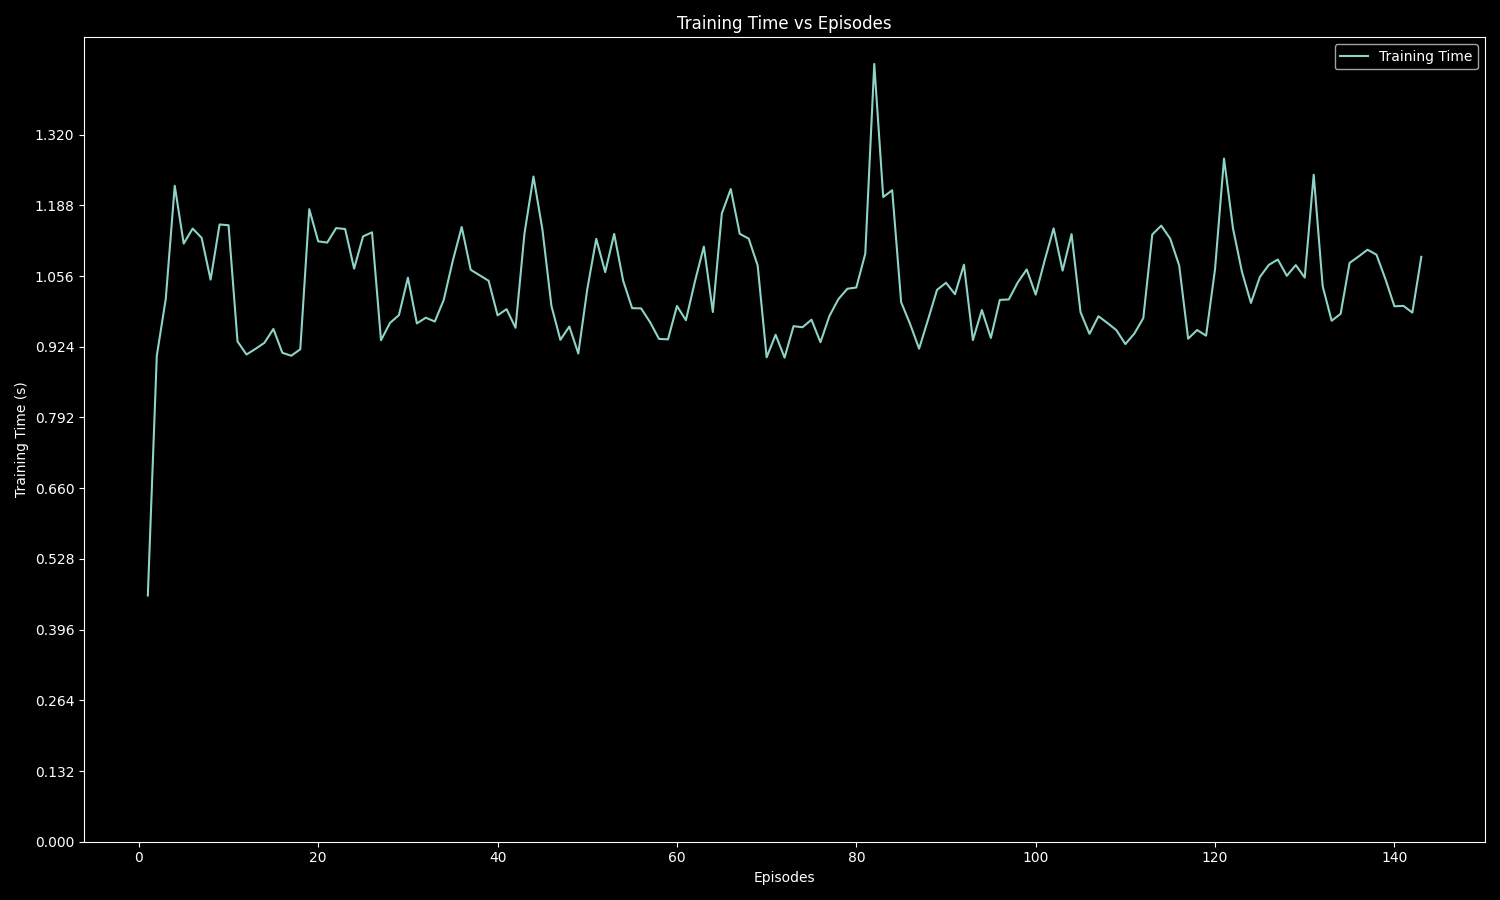 Training Time vs Episodes
Training Time
1.320
1.188
1.056
0.924
0.792
0.660
0.528
0.396
0.264
0.132
0.000
Training Time (s)
0 20 40 60 80 100 120 140
Episodes